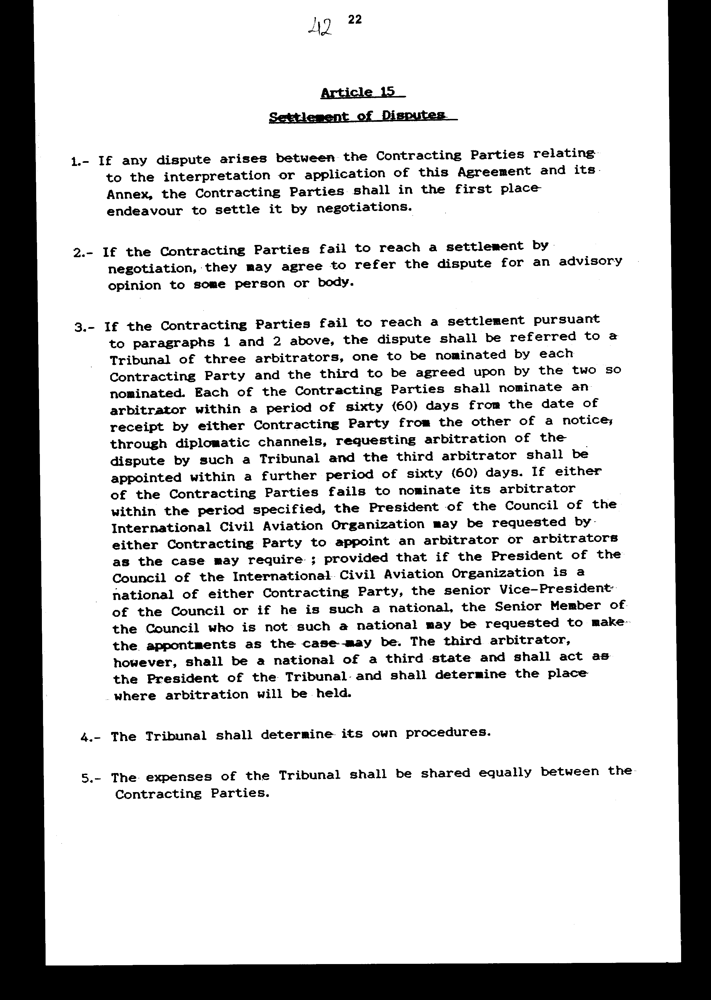 42 22
Article 15
Settlement of Disputes
1.- If any dispute arises between the Contracting Parties relating
to the interpretation or application of this Agreement and its
Annex, the Contracting Parties shall in the first place
endeavour to settle it by negotiations.
2.- If the Contracting Parties fail to reach a settlement by
negotiation, they may agree to refer the dispute for an advisory
opinion to some person or body.
3.- If the Contracting Parties fail to reach a settlement pursuant
to paragraphs 1 and 2 above, the dispute shall be referred to a
Tribunal of three arbitrators, one to be nominated by each
Contracting Party and the third to be agreed upon by the two so
nominated. Each of the Contracting Parties shall nominate an
arbitrator within a period of sixty (60) days from the date of
receipt by either Contracting Party from the other of a notice,
through diplomatic channels, requesting arbitration of the
dispute by such a Tribunal and the third arbitrator shall be
appointed within a further period of sixty (60) days. If either
of the Contracting Parties fails to nominate its arbitrator
within the period specified, the President of the Council of the
International Civil Aviation Organization may be requested by
either Contracting Party to appoint an arbitrator or arbitrators
as the case may require ; provided that if the President of the
Council of the International Civil Aviation Organization is a
national of either Contracting Party, the senior Vice-President
of the Council or if he is such a national, the Senior Member of
the Council who is not such a national may be requested to make
the appontments as the case may be. The third arbitrator,
however, shall be a national of a third state and shall act as
the President of the Tribunal and shall determine the place
where arbitration will be held.
4.- The Tribunal shall determine its own procedures.
5.- The expenses of the Tribunal shall be shared equally between the
Contracting Parties.